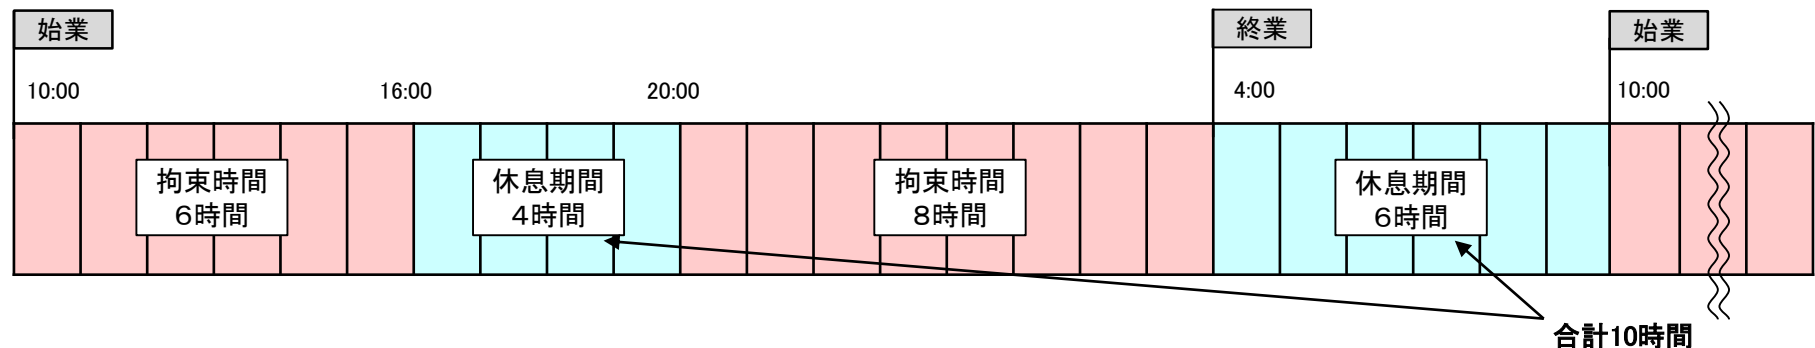 始業
終業
始業
10:00
16:00
20:00
4:00
10:00
拘束時間
6時間
休息期間
4時間
拘束時間
8時間
休息期間
6時間
合計10時間